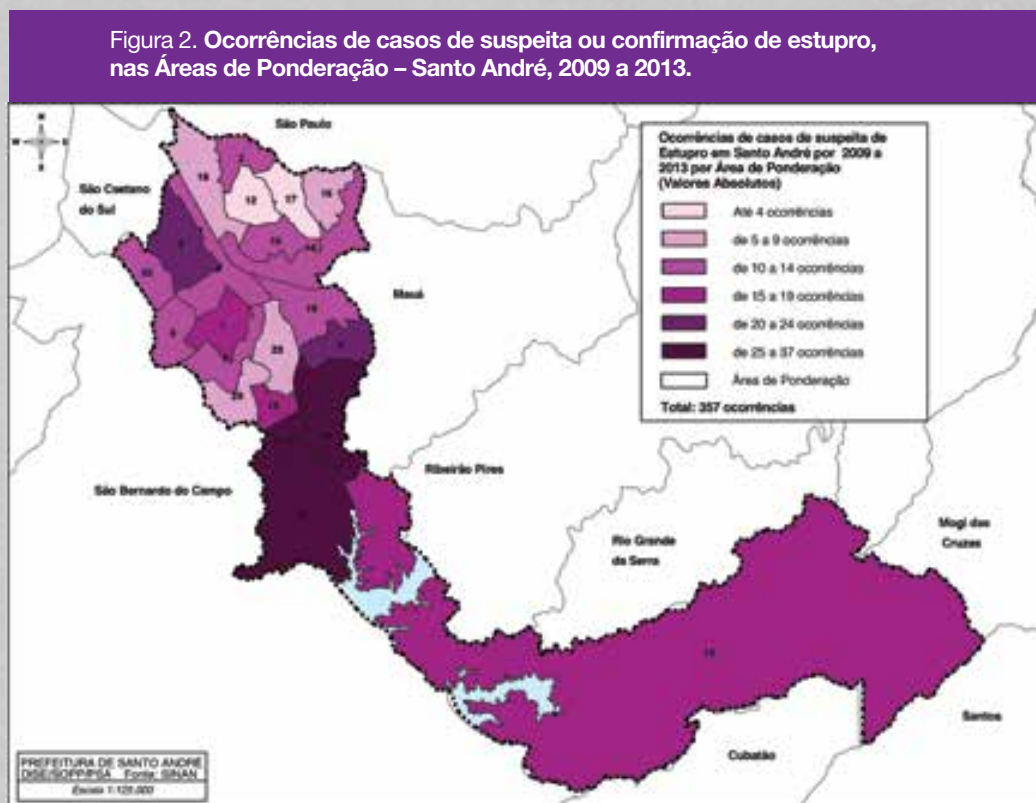 Figura 2. Ocorrências de casos de suspeita ou confirmação de estupro,
nas Áreas de Ponderação – Santo André, 2009 a 2013.
N
São Paulo
São Caetano
do Sul
Mauá
Ocorrências de casos de suspeita de
Estupro em Santo André por 2009 a
2013 por Área de Ponderação
(Valores Absolutos)
Até 4 ocorrências
de 5 a 9 ocorrências
de 10 a 14 ocorrências
de 15 a 19 ocorrências
de 20 a 24 ocorrências
de 25 a 37 ocorrências
Área de Ponderação
Total: 357 ocorrências
12
17
São Bernardo do Campo
Ribeirão Pires
Rio Grande
da Serra
Mogi das
Cruzes
Santos
Cubatão
PREFEITURA DE SANTO ANDRÉ
DISE/SOPP/PSA Fonte: SINAN
Escala 1:125.000